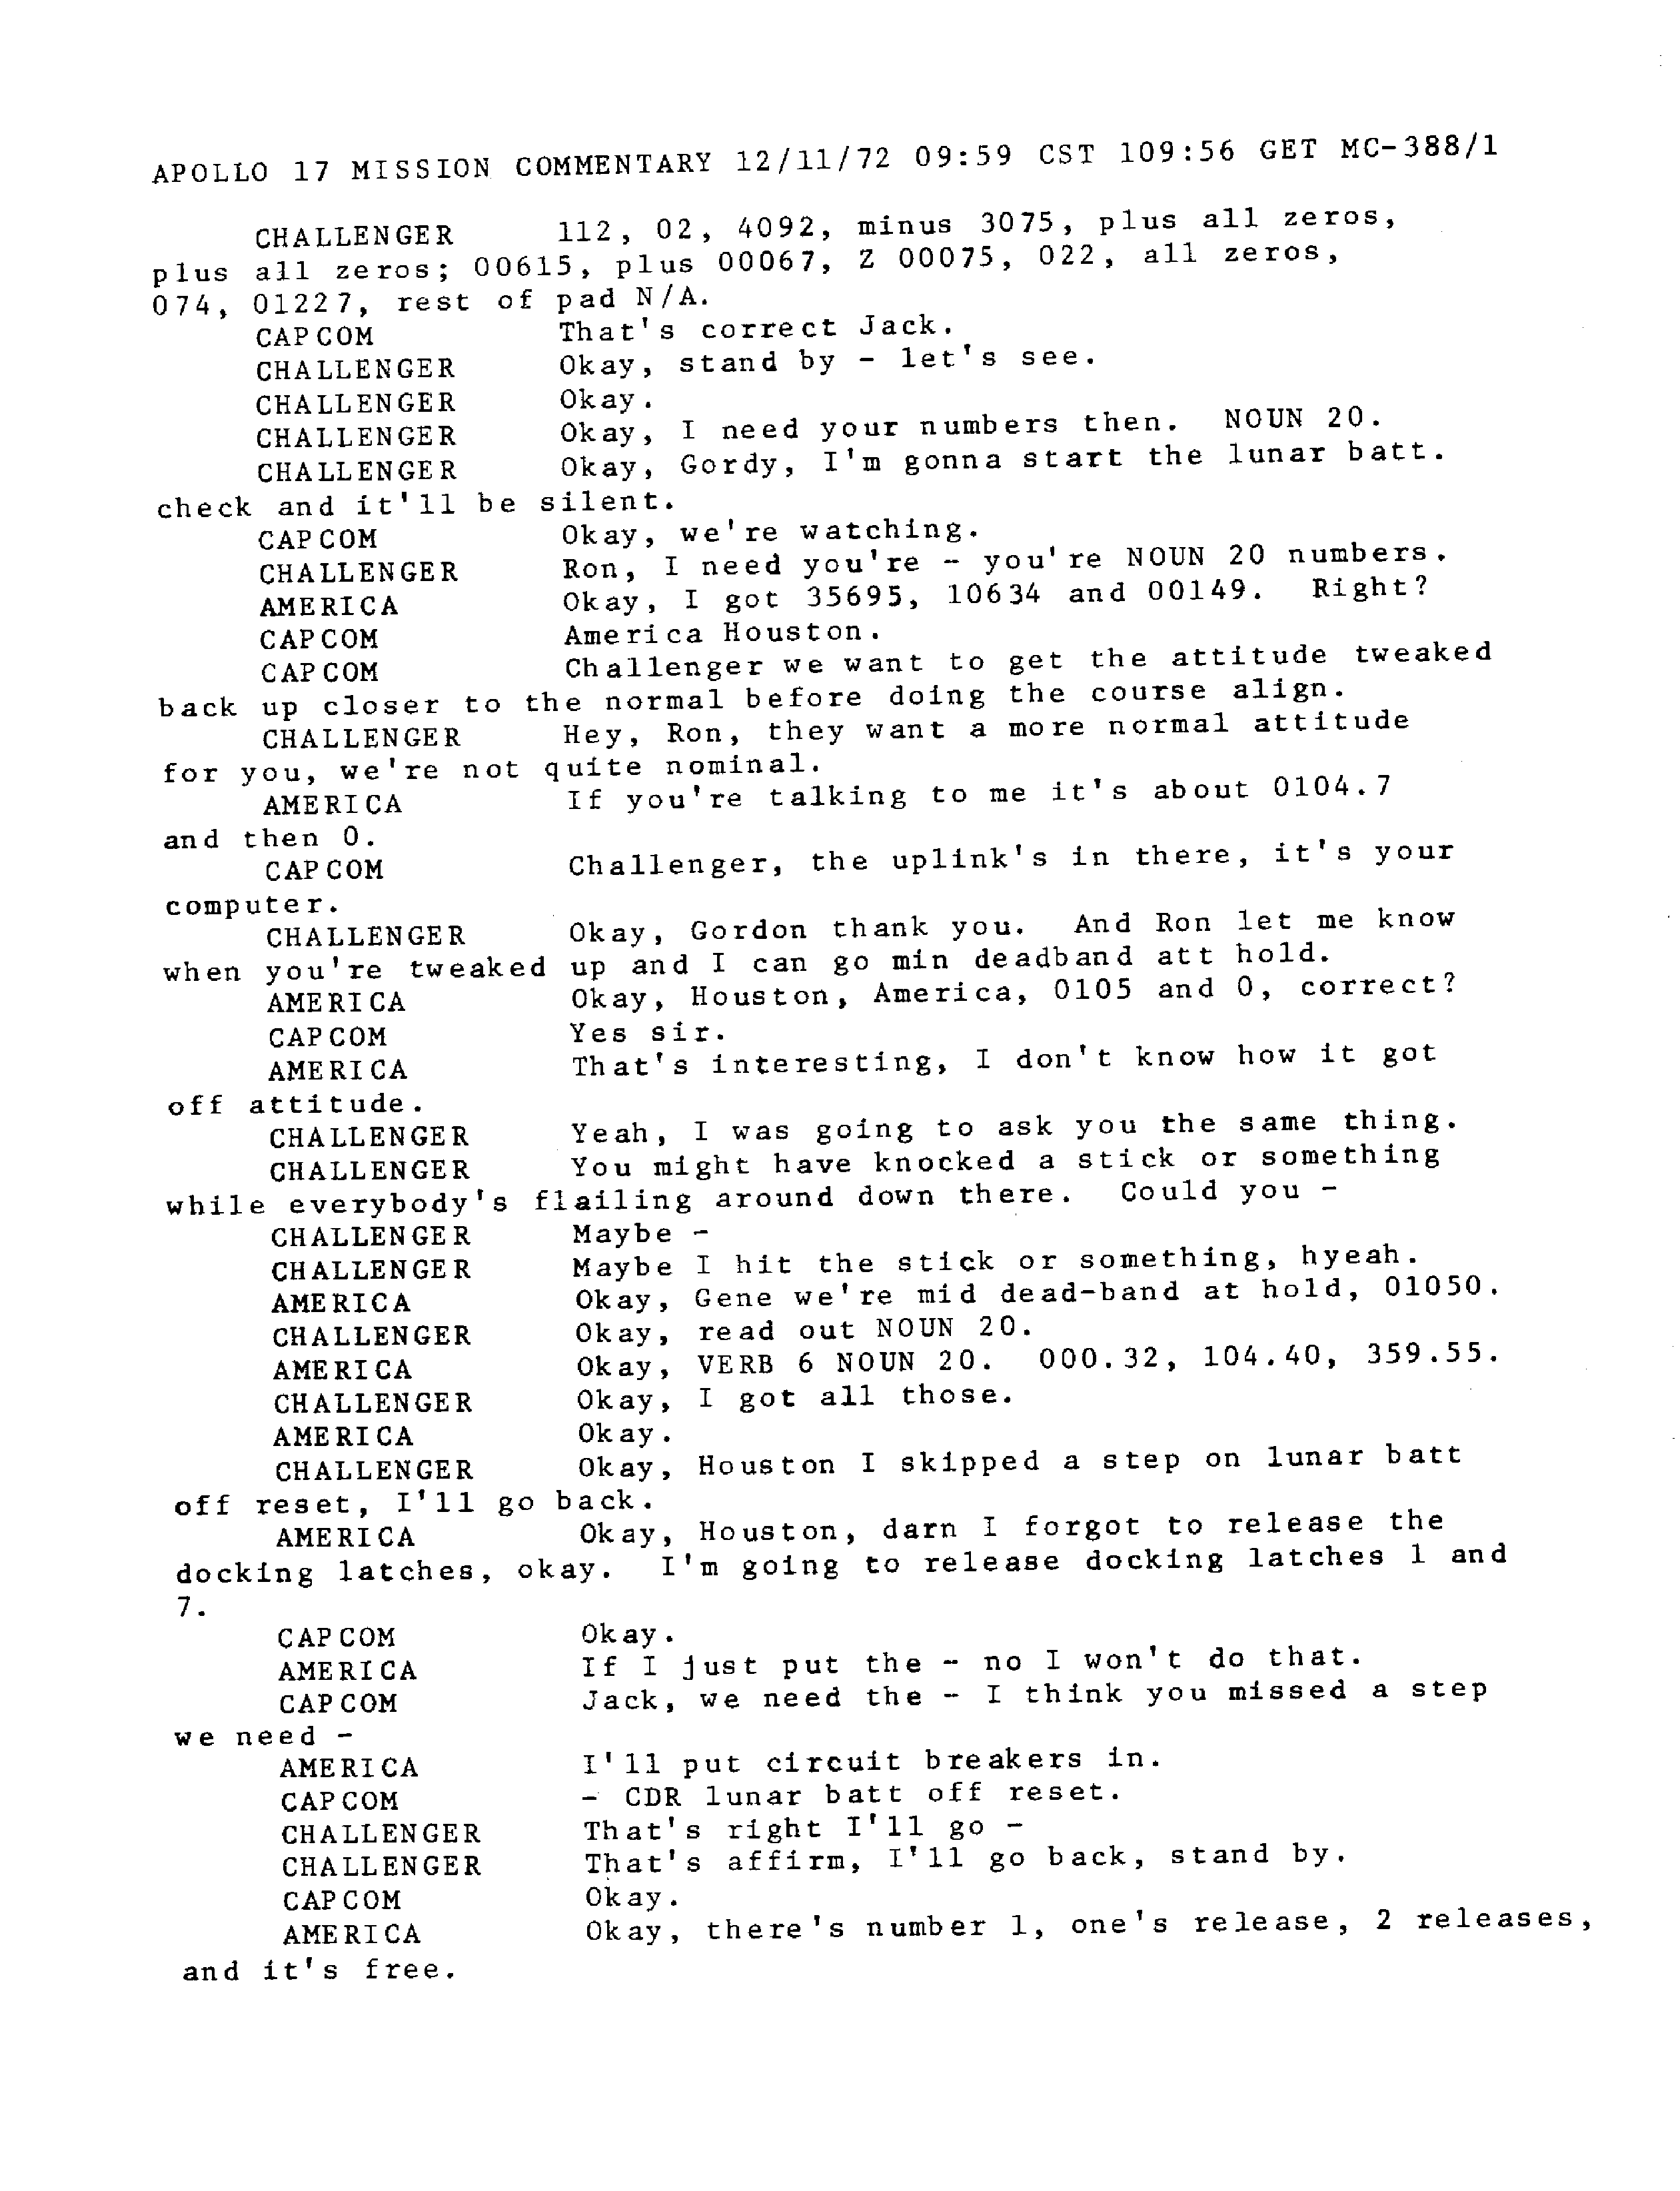 APOLLO 17 MISSION COMMENTARY 12/11/72 09:59 CST 109:56 GET MC-388/1
CHALLENGER 112, 02, 4092, minus 3075, plus all zeros,
plus all zeros; 00615, plus 00067, Z 00075, 022, all zeros,
074, 01227, rest of pad N/A.
CAPCOM That's correct Jack.
CHALLENGER Okay, stand by - let's see.
CHALLENGER Okay.
CHALLENGER Okay, I need your numbers then. NOUN 20.
CHALLENGER Okay, Gordy, I'm gonna start the lunar batt.
check and it'll be silent.
CAPCOM Okay, we're watching.
CHALLENGER Ron, I need you're - you're NOUN 20 numbers.
AMERICA Okay, I got 35695, 10634 and 00149. Right?
CAPCOM America Houston.
CAPCOM Challenger we want to get the attitude tweaked
back up closer to the normal before doing the course align.
CHALLENGER Hey, Ron, they want a more normal attitude
for you, we're not quite nominal.
AMERICA If you're talking to me it's about 0104.7
and then 0.
CAPCOM Challenger, the uplink's in there, it's your
computer.
CHALLENGER Okay, Gordon thank you. And Ron let me know
when you're tweaked up and I can go min deadband att hold.
AMERICA Okay, Houston, America, 0105 and 0, correct?
CAPCOM Yes sir.
AMERICA That's interesting, I don't know how it got
off attitude.
CHALLENGER Yeah, I was going to ask you the same thing.
CHALLENGER You might have knocked a stick or something
while everybody's flailing around down there. Could you -
CHALLENGER Maybe -
CHALLENGER Maybe I hit the stick or something, hyeah.
AMERICA Okay, Gene we're mid dead-band at hold, 01050.
CHALLENGER Okay, read out NOUN 20.
AMERICA Okay, VERB 6 NOUN 20. 000.32, 104.40, 359.55.
CHALLENGER Okay, I got all those.
AMERICA Okay.
CHALLENGER Okay, Houston I skipped a step on lunar batt
off reset, I'll go back.
AMERICA Okay, Houston, darn I forgot to release the
docking latches, okay. I'm going to release docking latches 1 and
7.
CAPCOM Okay.
AMERICA If I just put the - no I won't do that.
CAPCOM Jack, we need the - I think you missed a step
we need -
AMERICA I'll put circuit breakers in.
CAPCOM - CDR lunar batt off reset.
CHALLENGER That's right I'll go -
CHALLENGER That's affirm, I'll go back, stand by.
CAPCOM Okay.
AMERICA Okay, there's number 1, one's release, 2 releases,
and it's free.